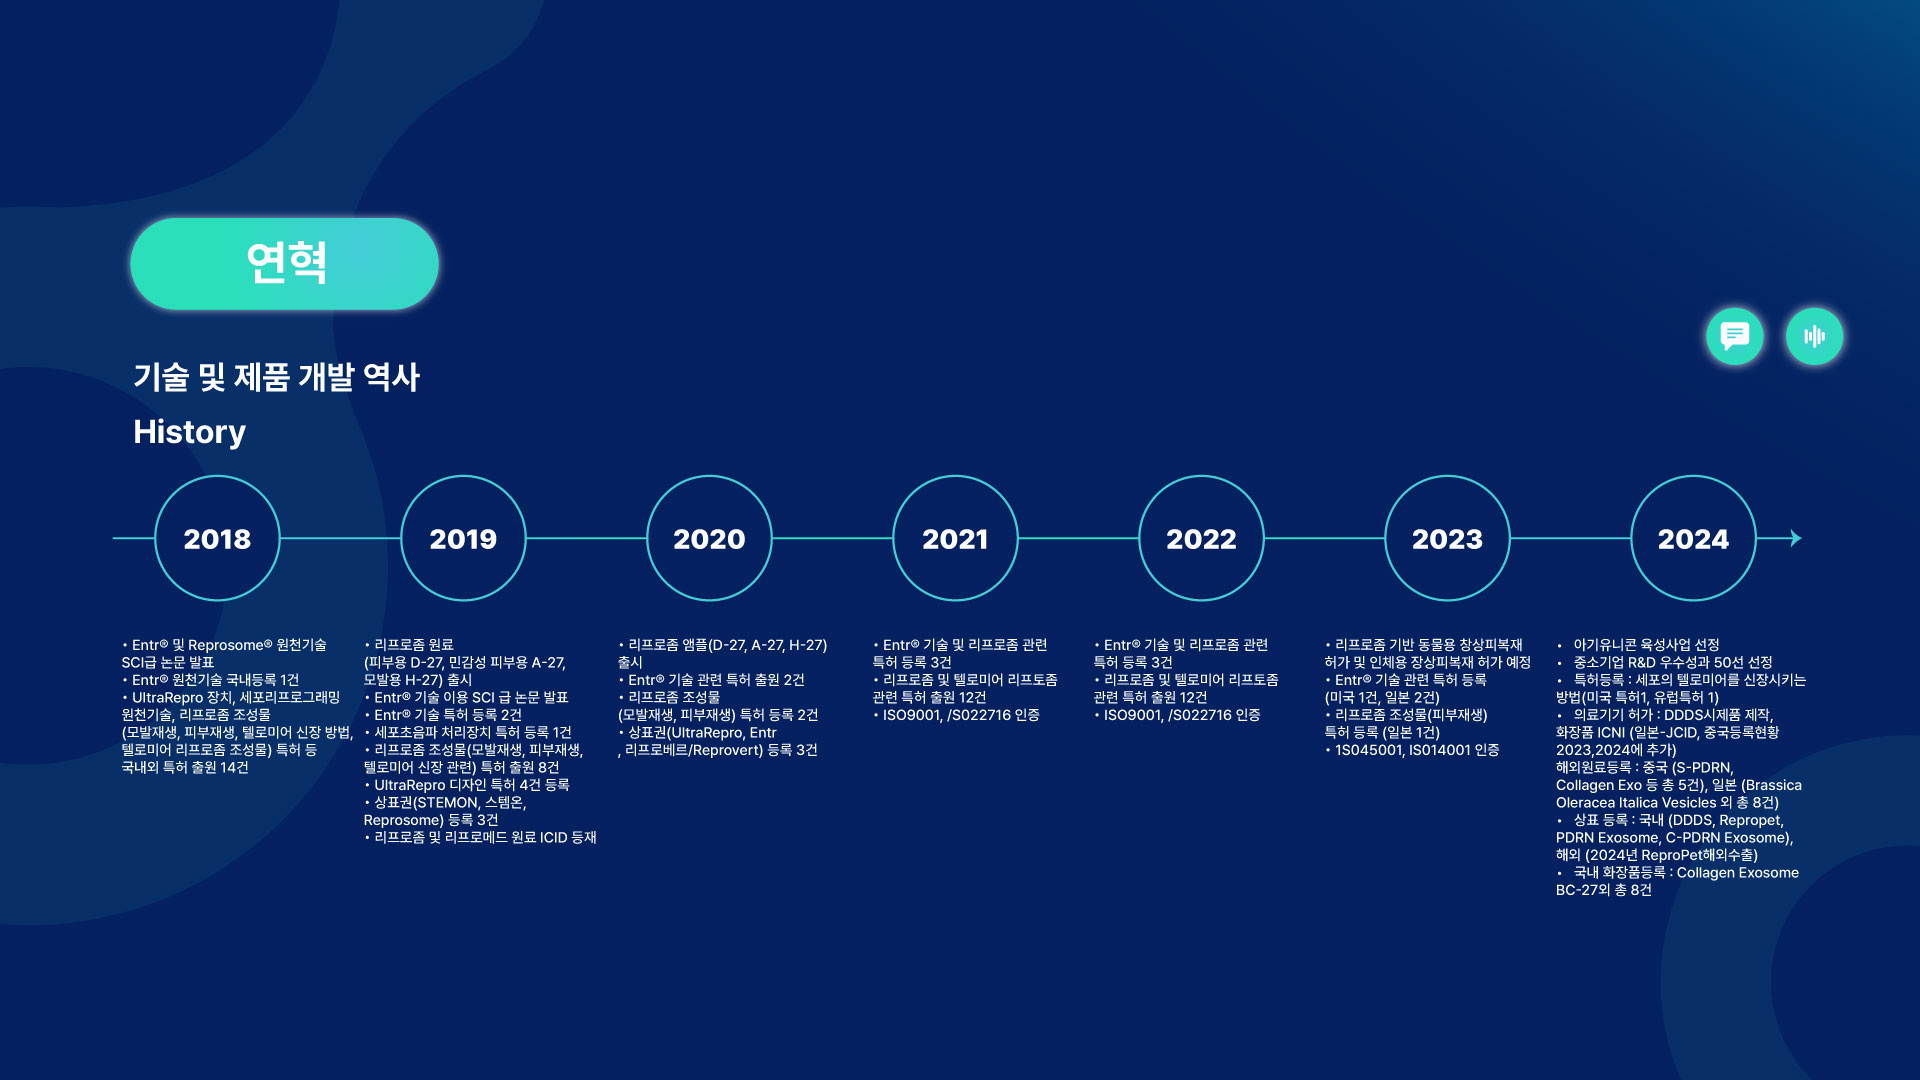 연혁
기술 및 제품 개발 역사
History
2018
2019
2020
2021
2022
2023
2024
• Entr® 및 Reprosome® 원천기술
SCI급 논문 발표
• Entr® 원천기술 국내등록 1건
• UltraRepro 장치, 세포리프로그래밍
원천기술, 리프로좀 조성물
(모발재생, 피부재생, 텔로미어 신장 방법,
텔로미어 리프로좀 조성물) 특허 등
국내외 특허 출원 14건
• 리프로좀 원료
(피부용 D-27, 민감성 피부용 A-27,
모발용 H-27) 출시
• Entr® 기술 이용 SCI 급 논문 발표
• Entr® 기술 특허 등록 2건
• 세포초음파 처리장치 특허 등록 1건
• 리프로좀 조성물(모발재생, 피부재생,
텔로미어 신장 관련) 특허 출원 8건
• UltraRepro 디자인 특허 4건 등록
• 상표권(STEMON, 스템온,
Reprosome) 등록 3건
• 리프로좀 및 리프로메드 원료 ICID 등재
• 리프로좀 앰플(D-27, A-27, H-27)
출시
• Entr® 기술 관련 특허 출원 2건
• 리프로좀 조성물
(모발재생, 피부재생) 특허 등록 2건
• 상표권(UltraRepro, Entr
, 리프로베르/Reprovert) 등록 3건
• Entr® 기술 및 리프로좀 관련
특허 등록 3건
• 리프로좀 및 텔로미어 리프토좀
관련 특허 출원 12건
• ISO9001, /S022716 인증
• Entr® 기술 및 리프로좀 관련
특허 등록 3건
• 리프로좀 및 텔로미어 리프토좀
관련 특허 출원 12건
• ISO9001, /S022716 인증
• 리프로좀 기반 동물용 창상피복재
허가 및 인체용 장상피복재 허가 예정
• Entr® 기술 관련 특허 등록
(미국 1건, 일본 2건)
• 리프로좀 조성물(피부재생)
특허 등록 (일본 1건)
• 1S045001, IS014001 인증
• 아기유니콘 육성사업 선정
• 중소기업 R&D 우수성과 50선 선정
• 특허등록 : 세포의 텔로미어를 신장시키는
방법(미국 특허1, 유럽특허 1)
• 의료기기 허가 : DDDS시제품 제작,
화장품 ICNI (일본-JCID, 중국등록현황
2023,2024에 추가)
해외원료등록 : 중국 (S-PDRN,
Collagen Exo 등 총 5건), 일본 (Brassica
Oleracea Italica Vesicles 외 총 8건)
• 상표 등록 : 국내 (DDDS, Repropet,
PDRN Exosome, C-PDRN Exosome),
해외 (2024년 ReproPet해외수출)
• 국내 화장품등록 : Collagen Exosome
BC-27외 총 8건